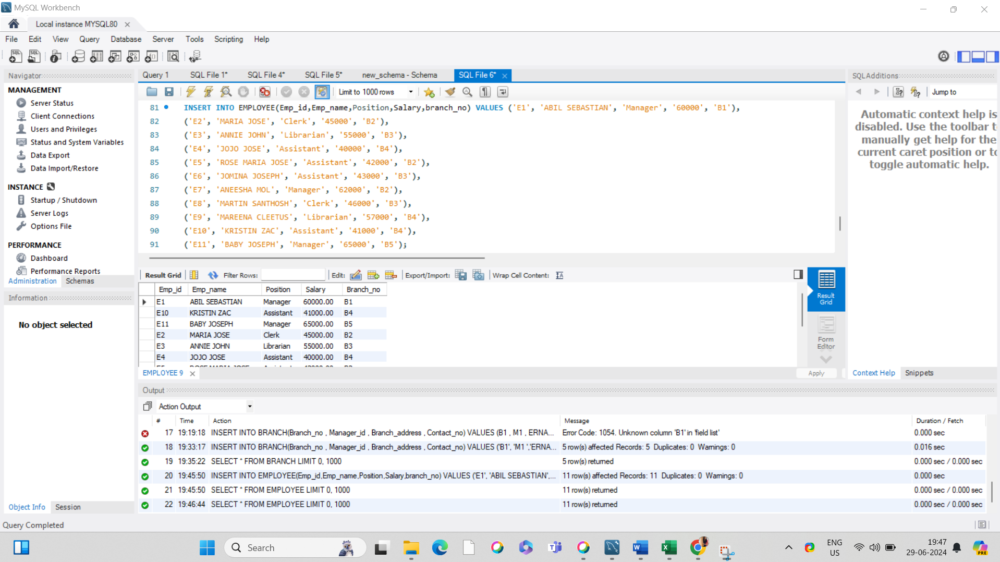 MySQL Workbench
Local instance MYSQL80
File Edit View Query Database Server Tools Scripting Help
Navigator
MANAGEMENT
Server Status
Client Connections
Users and Privileges
Status and System Variables
Data Export
Data Import/Restore
INSTANCE
Startup / Shutdown
Server Logs
Options File
PERFORMANCE
Dashboard
Performance Reports
Administration Schemas
Information
No object selected
Object Info Session
Query 1 SQL File 1* SQL File 4* SQL File 5* new_schema - Schema SQL File 6*
Limit to 1000 rows
81 INSERT INTO EMPLOYEE(Emp_id,Emp_name,Position,Salary,branch_no) VALUES ('E1', 'ABIL SEBASTIAN', 'Manager', '60000', 'B1'),
82 ('E2', 'MARIA JOSE', 'Clerk', '45000', 'B2'),
83 ('E3', 'ANNIE JOHN', 'Librarian', '55000', 'B3'),
84 ('E4', 'JOJO JOSE', 'Assistant', '40000', 'B4'),
85 ('E5', 'ROSE MARIA JOSE', 'Assistant', '42000', 'B2'),
86 ('E6', 'JOMINA JOSEPH', 'Assistant', '43000', 'B3'),
87 ('E7', 'ANEESHA MOL', 'Manager', '62000', 'B2'),
88 ('E8', 'MARTIN SANTHOSH', 'Clerk', '46000', 'B3'),
89 ('E9', 'MAREENA CLEETUS', 'Librarian', '57000', 'B4'),
90 ('E10', 'KRISTIN ZAC', 'Assistant', '41000', 'B4'),
91 ('E11', 'BABY JOSEPH', 'Manager', '65000', 'B5');
Result Grid Filter Rows: Edit: Export/Import: Wrap Cell Content:
Emp_id Emp_name Position Salary Branch_no
E1 ABIL SEBASTIAN Manager 60000.00 B1
E10 KRISTIN ZAC Assistant 41000.00 B4
E11 BABY JOSEPH Manager 65000.00 B5
E2 MARIA JOSE Clerk 45000.00 B2
E3 ANNIE JOHN Librarian 55000.00 B3
E4 JOJO JOSE Assistant 40000.00 B4
Result
Grid
Form
Editor
EMPLOYEE 9
Apply
SQLAdditions
Jump to
Automatic context help is
disabled. Use the toolbar t
manually get help for the
current caret position or to
toggle automatic help.
Context Help Snippets
Output
Action Output
# Time Action Message Duration / Fetch
17 19:19:18 INSERT INTO BRANCH(Branch_no , Manager_id , Branch_address , Contact_no) VALUES (B1 , M1 , ERNA... Error Code: 1054. Unknown column 'B1' in 'field list' 0.000 sec
18 19:33:17 INSERT INTO BRANCH(Branch_no , Manager_id , Branch_address , Contact_no) VALUES ('B1', 'M1 ','ERNA... 5 row(s) affected Records: 5 Duplicates: 0 Warnings: 0 0.016 sec
19 19:35:22 SELECT * FROM BRANCH LIMIT 0, 1000 5 row(s) returned 0.000 sec / 0.000 sec
20 19:45:50 INSERT INTO EMPLOYEE(Emp_id,Emp_name,Position,Salary,branch_no) VALUES ('E1', 'ABIL SEBASTIAN',... 11 row(s) affected Records: 11 Duplicates: 0 Warnings: 0 0.000 sec
21 19:45:50 SELECT * FROM EMPLOYEE LIMIT 0, 1000 11 row(s) returned 0.000 sec / 0.000 sec
22 19:46:44 SELECT * FROM EMPLOYEE LIMIT 0, 1000 11 row(s) returned 0.000 sec / 0.000 sec
Query Completed
Search
ENG
US
19:47
29-06-2024
PRE